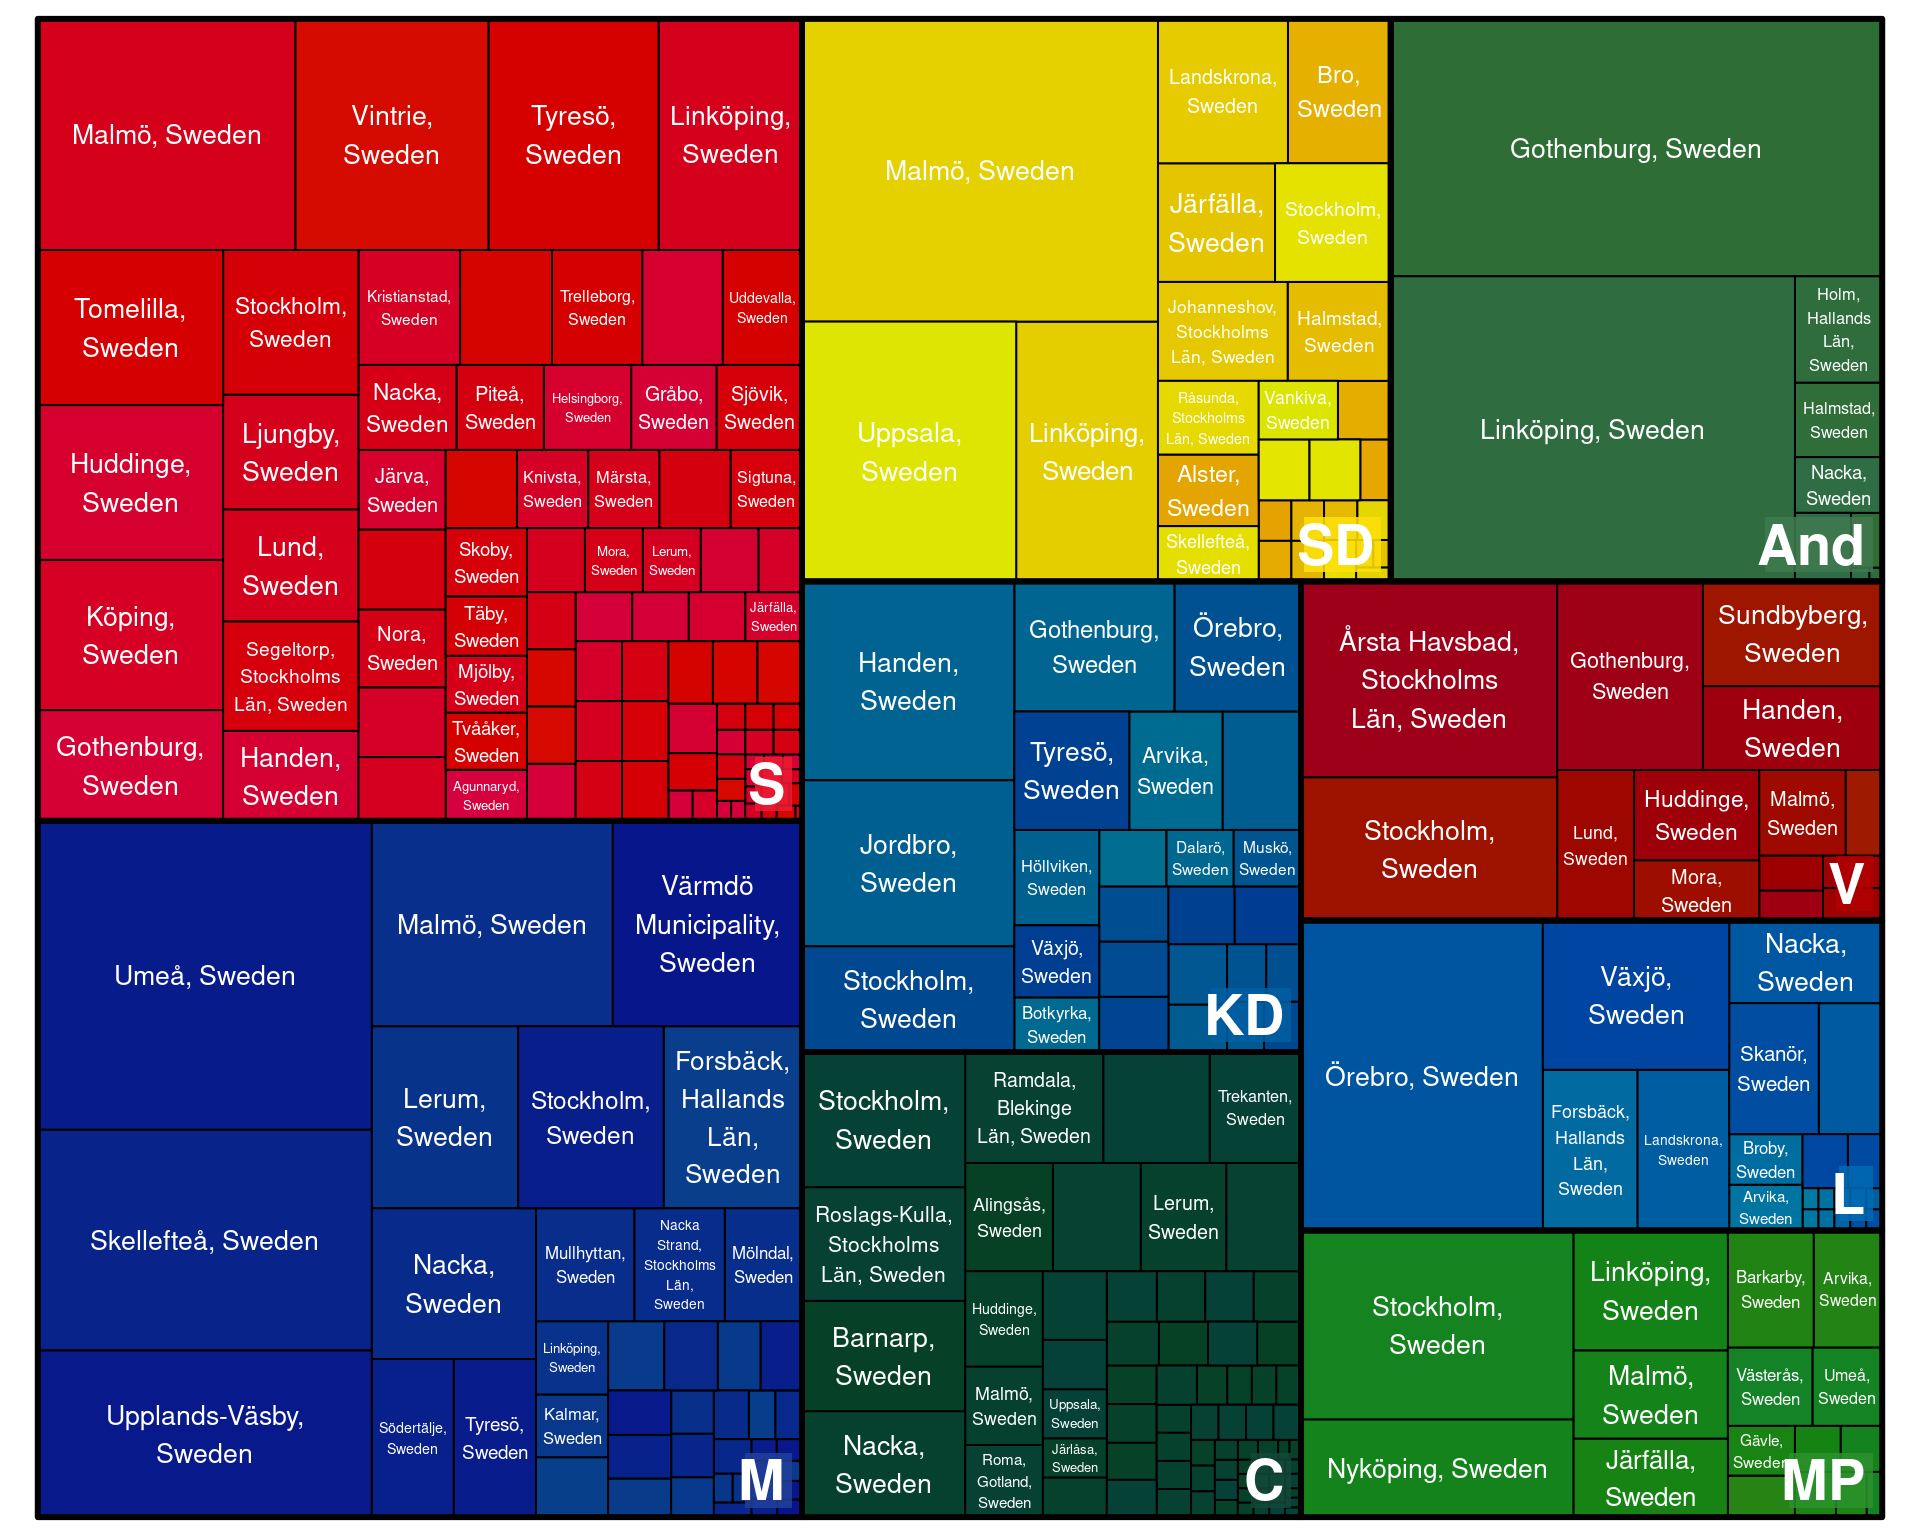 Malmö, Sweden
Vintrie,
Sweden
Tyresö,
Sweden
Linköping,
Sweden
Tomelilla,
Sweden
Stockholm,
Sweden
Kristianstad,
Sweden
Trelleborg,
Sweden
Uddevalla,
Sweden
Nacka,
Sweden
Piteå,
Sweden
Helsingborg,
Sweden
Gråbo,
Sweden
Sjövik,
Sweden
Huddinge,
Sweden
Ljungby,
Sweden
Järva,
Sweden
Knivsta,
Sweden
Märsta,
Sweden
Sigtuna,
Sweden
Lund,
Sweden
Skoby,
Sweden
Mora,
Sweden
Lerum,
Sweden
Köping,
Sweden
Segeltorp,
Stockholms
Län, Sweden
Nora,
Sweden
Täby,
Sweden
Järfälla,
Sweden
Mjölby,
Sweden
Gothenburg,
Sweden
Handen,
Sweden
Tvååker,
Sweden
Agunnaryd,
Sweden
S
Malmö, Sweden
Landskrona,
Sweden
Bro,
Sweden
Järfälla,
Sweden
Stockholm,
Sweden
Johanneshov,
Stockholms
Län, Sweden
Halmstad,
Sweden
Uppsala,
Sweden
Linköping,
Sweden
Råsunda,
Stockholms
Län, Sweden
Vankiva,
Sweden
Alster,
Sweden
Skellefteå,
Sweden
SD
Gothenburg, Sweden
Linköping, Sweden
Holm,
Hallands
Län,
Sweden
Halmstad,
Sweden
Nacka,
Sweden
And
Umeå, Sweden
Malmö, Sweden
Värmdö
Municipality,
Sweden
Lerum,
Sweden
Stockholm,
Sweden
Forsbäck,
Hallands
Län,
Sweden
Skellefteå, Sweden
Nacka,
Sweden
Mullhyttan,
Sweden
Nacka
Strand,
Stockholms
Län,
Sweden
Mölndal,
Sweden
Linköping,
Sweden
Upplands-Väsby,
Sweden
Södertälje,
Sweden
Tyresö,
Sweden
Kalmar,
Sweden
M
Handen,
Sweden
Gothenburg,
Sweden
Örebro,
Sweden
Tyresö,
Sweden
Arvika,
Sweden
Jordbro,
Sweden
Höllviken,
Sweden
Dalarö,
Sweden
Muskö,
Sweden
Stockholm,
Sweden
Växjö,
Sweden
Botkyrka,
Sweden
KD
Stockholm,
Sweden
Ramdala,
Blekinge
Län, Sweden
Trekanten,
Sweden
Roslags-Kulla,
Stockholms
Län, Sweden
Alingsås,
Sweden
Lerum,
Sweden
Barnarp,
Sweden
Huddinge,
Sweden
Malmö,
Sweden
Uppsala,
Sweden
Nacka,
Sweden
Roma,
Gotland,
Sweden
Järlåsa,
Sweden
C
Årsta Havsbad,
Stockholms
Län, Sweden
Gothenburg,
Sweden
Sundbyberg,
Sweden
Handen,
Sweden
Stockholm,
Sweden
Lund,
Sweden
Huddinge,
Sweden
Malmö,
Sweden
Mora,
Sweden
V
Örebro, Sweden
Växjö,
Sweden
Nacka,
Sweden
Skanör,
Sweden
Forsbäck,
Hallands
Län,
Sweden
Landskrona,
Sweden
Broby,
Sweden
Arvika,
Sweden
L
Stockholm,
Sweden
Linköping,
Sweden
Barkarby,
Sweden
Arvika,
Sweden
Malmö,
Sweden
Västerås,
Sweden
Umeå,
Sweden
Nyköping, Sweden
Järfälla,
Sweden
Gävle,
Sweden
MP